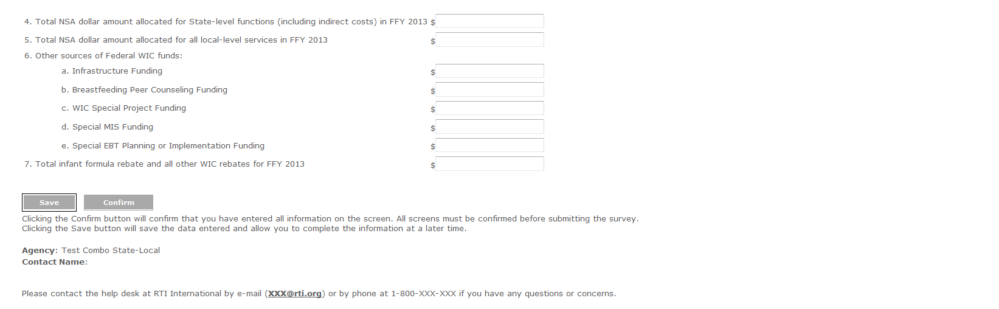 4. Total NSA dollar amount allocated for State-level functions (including indirect costs) in FFY 2013 $
5. Total NSA dollar amount allocated for all local-level services in FFY 2013 $
6. Other sources of Federal WIC funds:
a. Infrastructure Funding $
b. Breastfeeding Peer Counseling Funding $
c. WIC Special Project Funding $
d. Special MIS Funding $
e. Special EBT Planning or Implementation Funding $
7. Total infant formula rebate and all other WIC rebates for FFY 2013 $
Save Confirm
Clicking the Confirm button will confirm that you have entered all information on the screen. All screens must be confirmed before submitting the survey.
Clicking the Save button will save the data entered and allow you to complete the information at a later time.
Agency: Test Combo State-Local
Contact Name:
Please contact the help desk at RTI International by e-mail (XXX@rti.org) or by phone at 1-800-XXX-XXX if you have any questions or concerns.